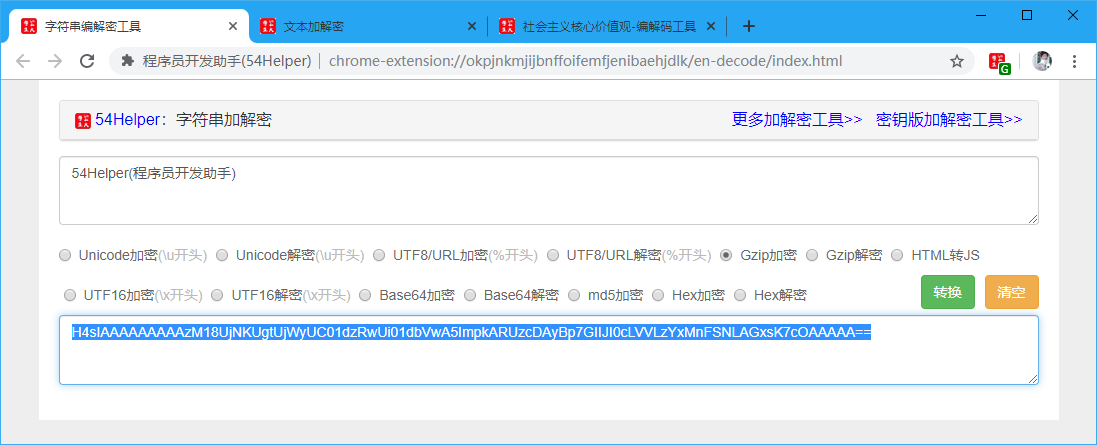 字符串编解密工具
文本加解密
社会主义核心价值观-编解码工具
程序员开发助手(54Helper) | chrome-extension://okpjnkmjijbnffoifemfjenibaehjdlk/en-decode/index.html
54Helper：字符串加解密 更多加解密工具>> 密钥版加解密工具>>
54Helper(程序员开发助手)
Unicode加密(\u开头) Unicode解密(\u开头) UTF8/URL加密(%开头) UTF8/URL解密(%开头) Gzip加密 Gzip解密 HTML转JS
UTF16加密(\x开头) UTF16解密(\x开头) Base64加密 Base64解密 md5加密 Hex加密 Hex解密 转换 清空
H4sIAAAAAAAAAzM18UjNKUgtUjWyUC01dzRwUi01dbVwA5ImpkARUzcDAyBp7GIIJI0cLVVLzYxMnFSNLAGxsK7cOAAAAA==